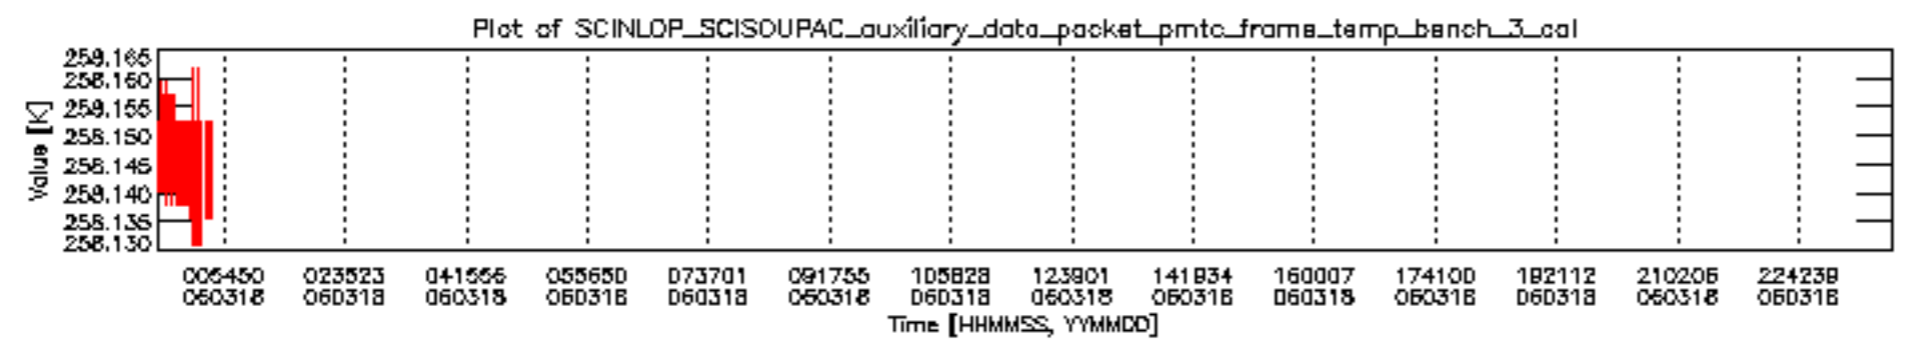 Plot of SCINLOP_SCISOUPAC_auxiliary_data_packet_pmtc_frame_temp_bench_3_cal
258.165
258.160
258.155
258.150
258.145
258.140
258.135
258.130
Value [K]
005450 023523 041556 055650 073701 091755 105828 123901 141934 160007 174100 192112 210206 224239
060318 060318 060318 060318 060318 060318 060318 060318 060318 060318 060318 060318 060318 060318
Time [HHMMSS, YYMMDD]